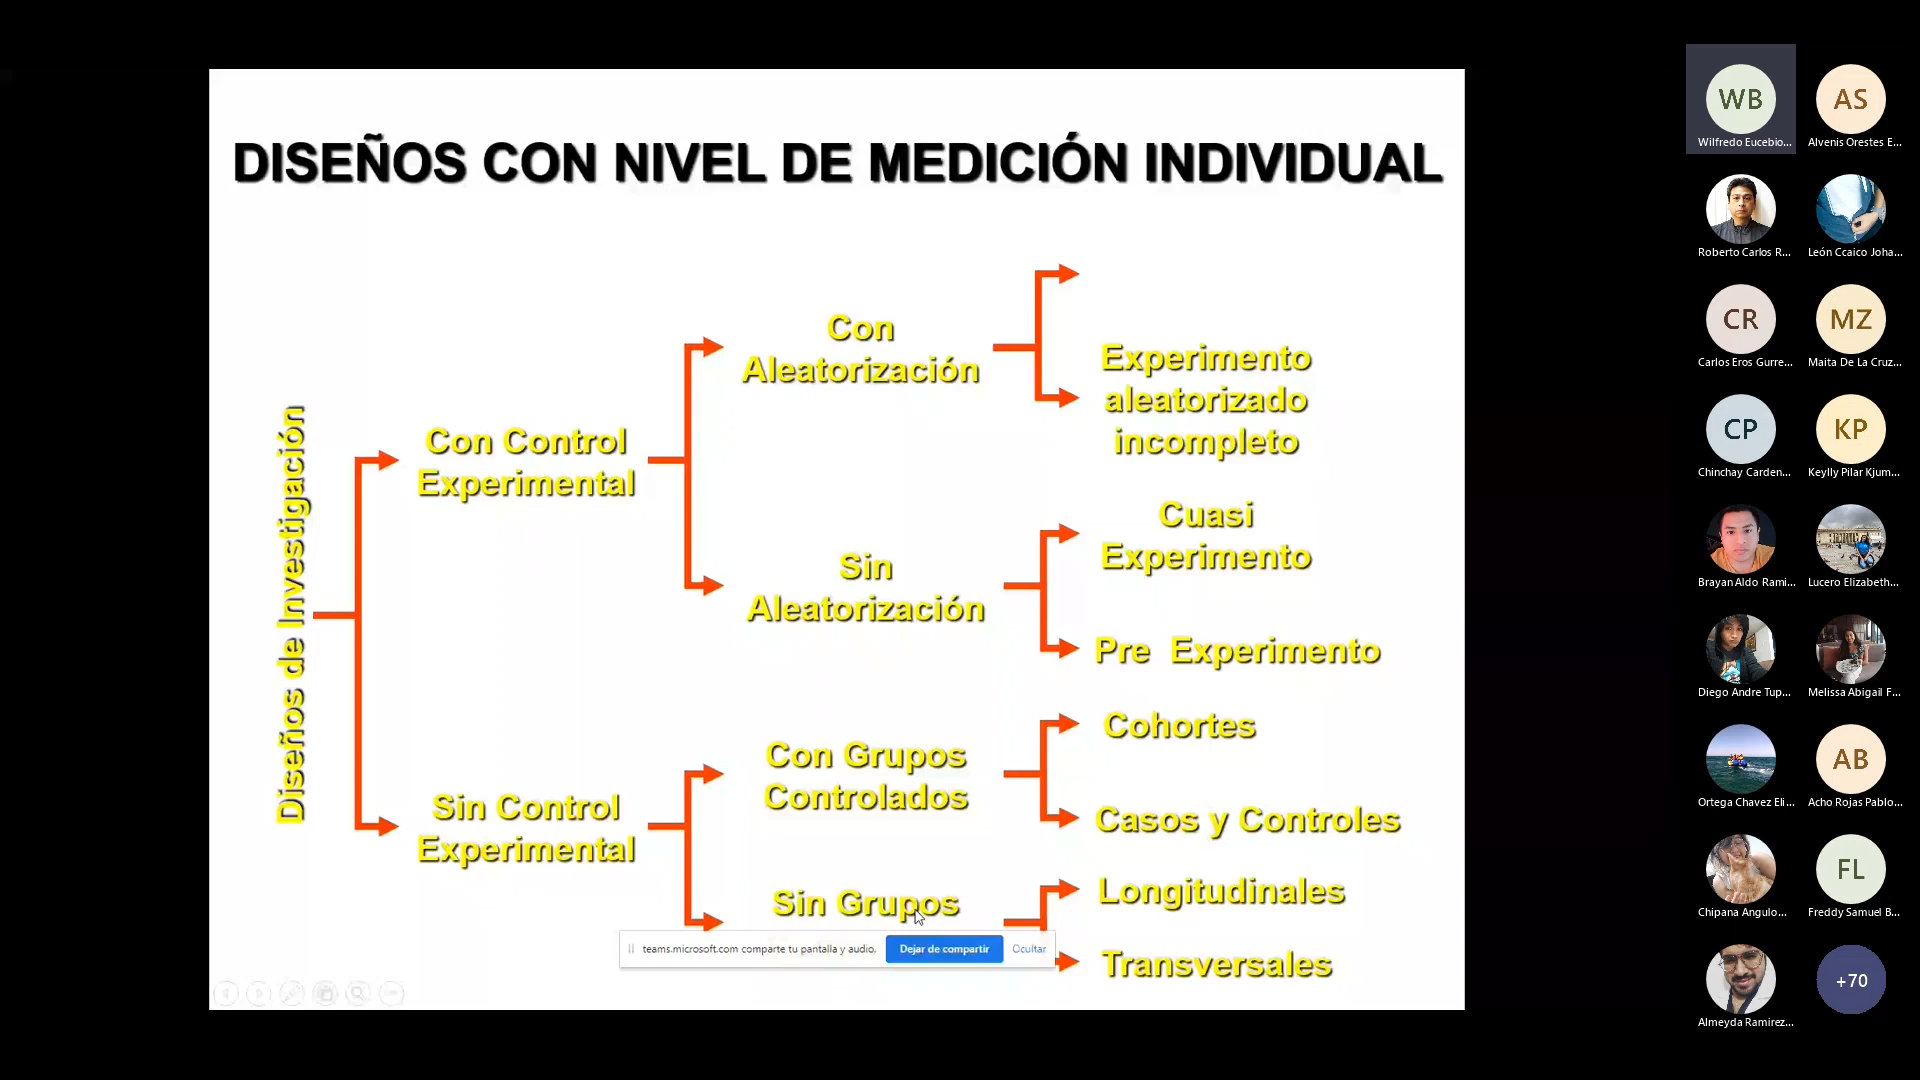 DISEÑOS CON NIVEL DE MEDICIÓN INDIVIDUAL
Diseños de Investigación
Con Control
Experimental
Sin Control
Experimental
Con
Aleatorización
Sin
Aleatorización
Con Grupos
Controlados
Sin Grupos
Experimento
aleatorizado
incompleto
Cuasi
Experimento
Pre Experimento
Cohortes
Casos y Controles
Longitudinales
Transversales
teams.microsoft.com comparte tu pantalla y audio.
Dejar de compartir
Ocultar
WB
Wilfredo Eucebio...
AS
Alvenis Orestes E...
Roberto Carlos R...
León Ccaico Joha...
CR
Carlos Eros Gurre...
MZ
Maita De La Cruz...
CP
Chinchay Carden...
KP
Keylly Pilar Kjum...
Brayan Aldo Rami...
Lucero Elizabeth...
Diego Andre Tup...
Melissa Abigail F...
Ortega Chavez Eli...
AB
Acho Rojas Pablo...
Chipana Angulo...
FL
Freddy Samuel B...
Almeyda Ramirez...
+70